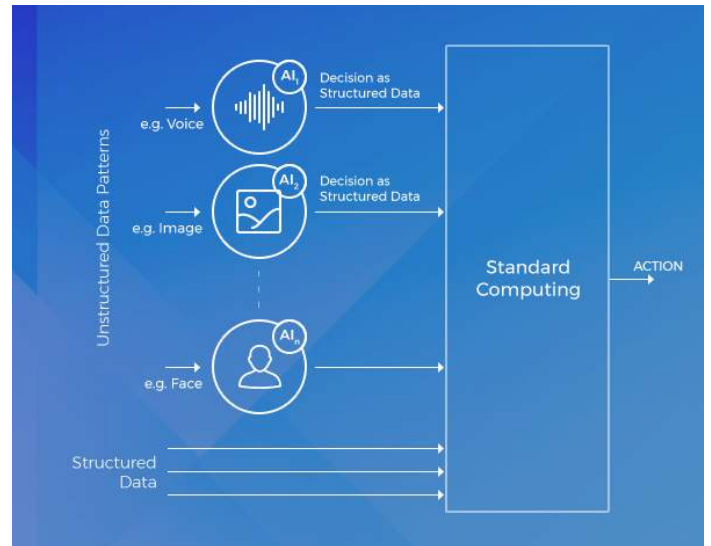 Unstructured Data Patterns
e.g. Voice
AI₁
Decision as
Structured Data
e.g. Image
AI₂
Decision as
Structured Data
e.g. Face
AIₙ
Structured
Data
Standard
Computing
ACTION